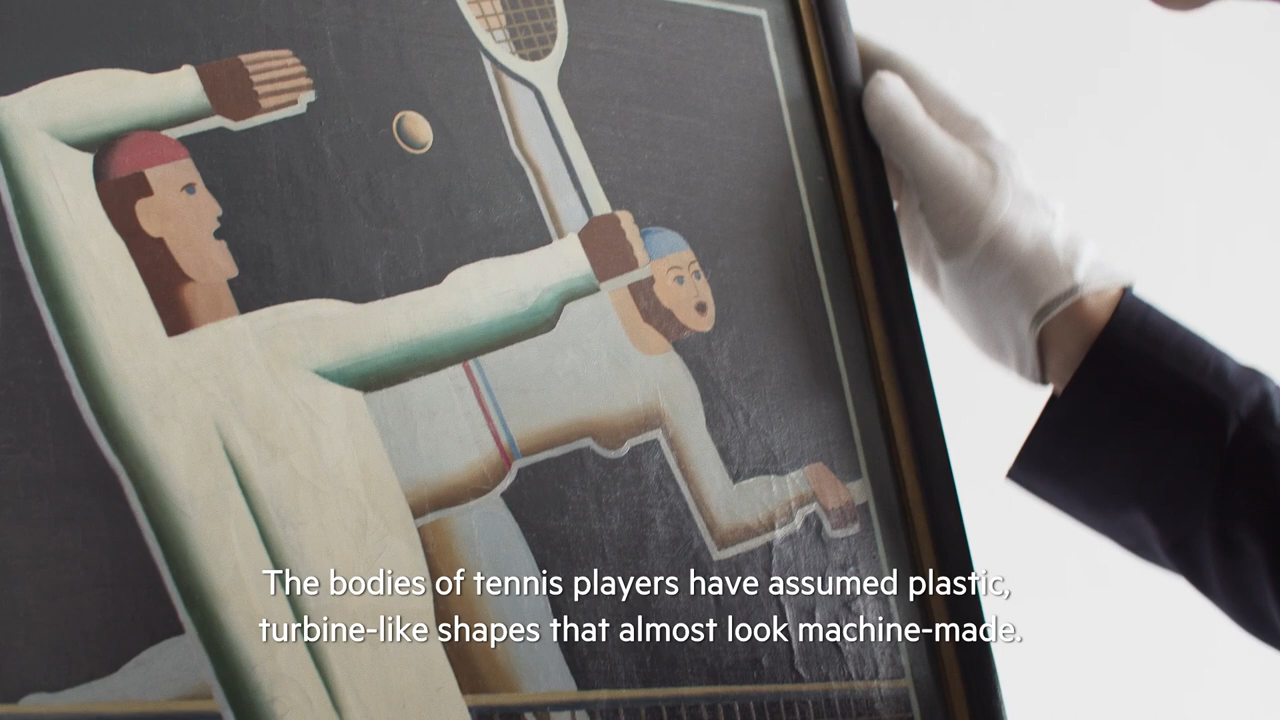 The bodies of tennis players have assumed plastic,
turbine-like shapes that almost look machine-made.